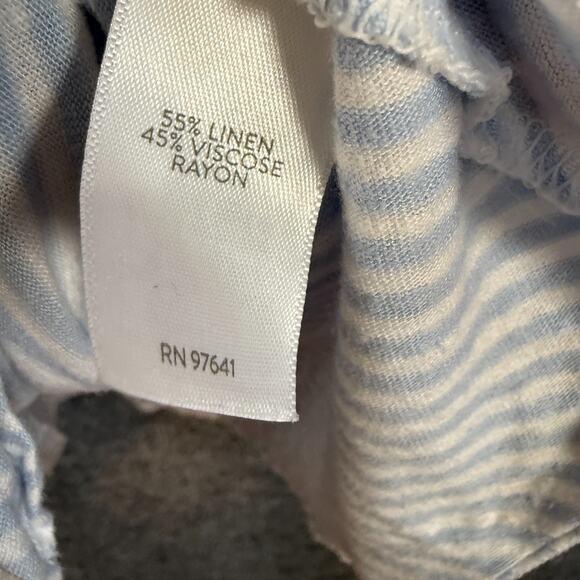 55% LINEN
45% VISCOSE
RAYON
RN 97641